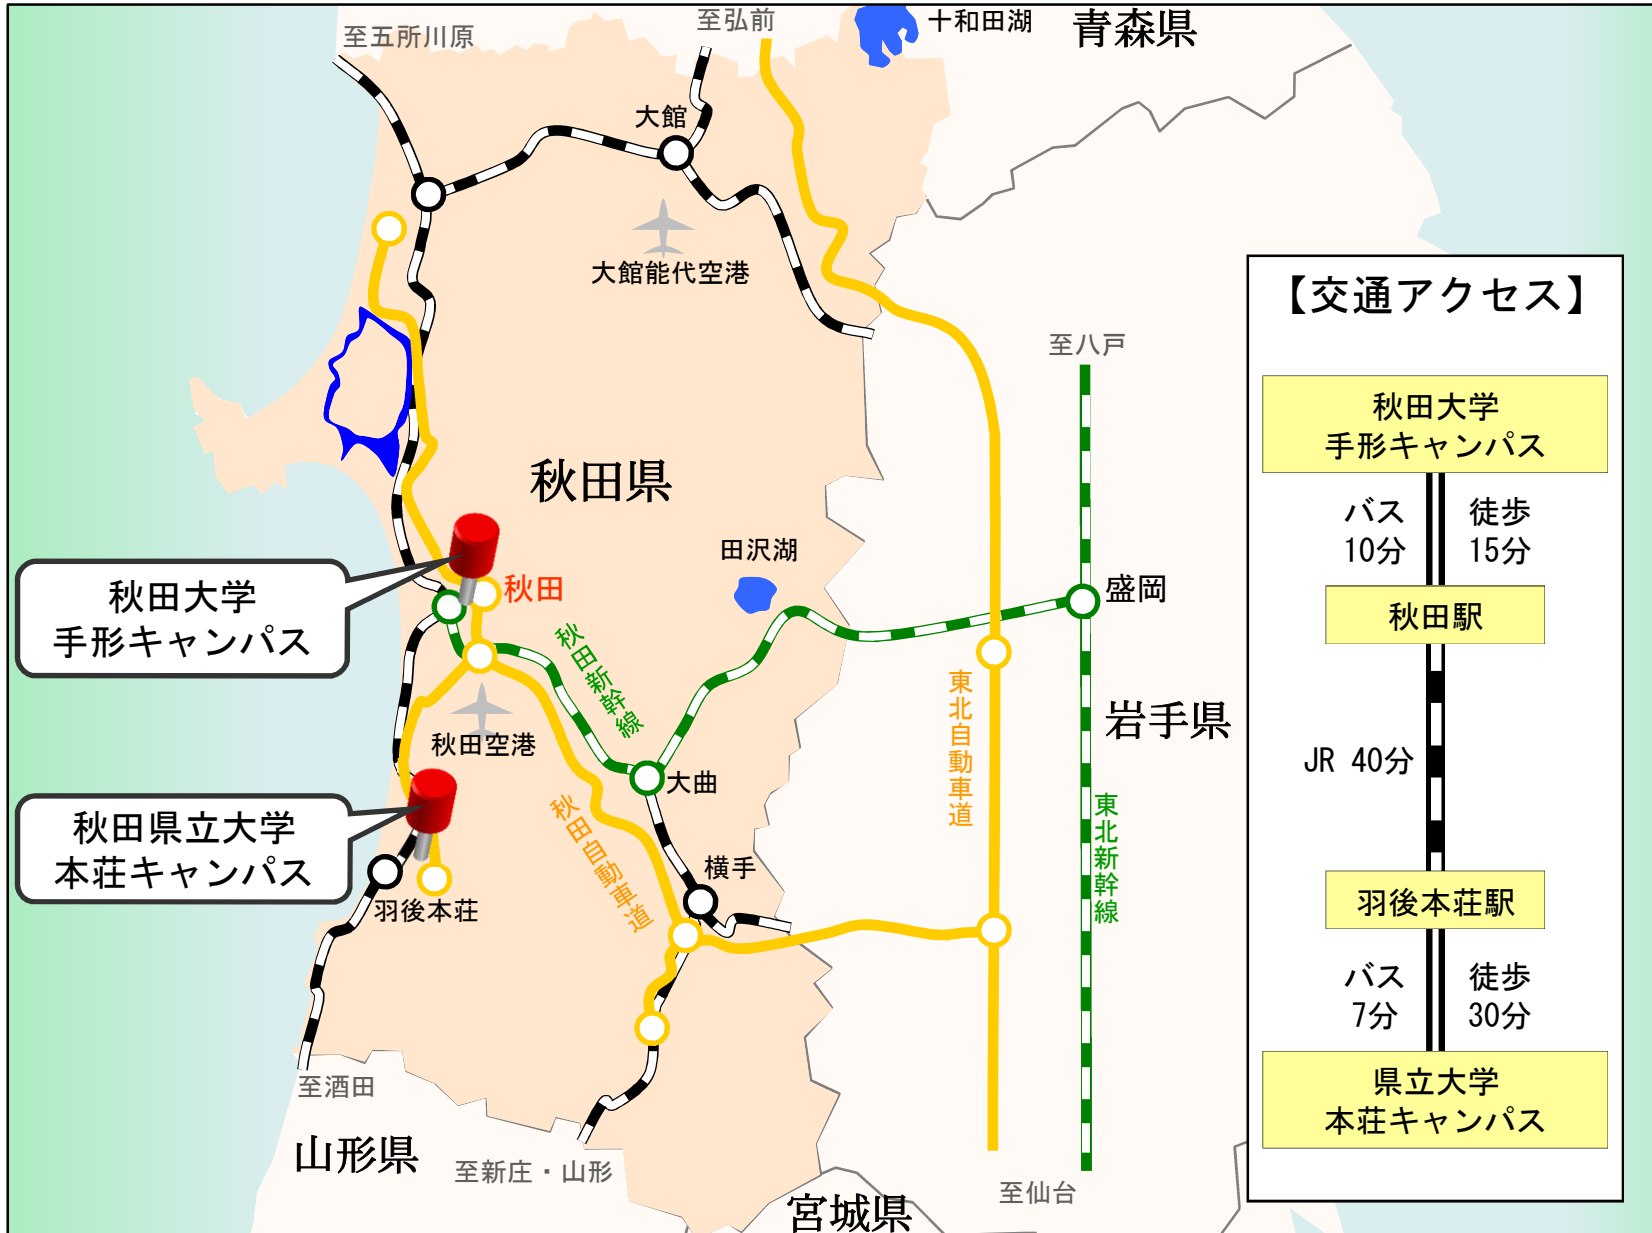 至五所川原
至弘前
十和田湖
青森県
大館
大館能代空港
秋田県
秋田大学
手形キャンパス
秋田
田沢湖
盛岡
至八戸
秋田新幹線
東北自動車道
岩手県
秋田空港
大曲
秋田自動車道
東北新幹線
秋田県立大学
本荘キャンパス
横手
羽後本荘
至酒田
山形県
至新庄・山形
宮城県
至仙台
【交通アクセス】
秋田大学
手形キャンパス
バス
10分
徒歩
15分
秋田駅
JR 40分
羽後本荘駅
バス
7分
徒歩
30分
県立大学
本荘キャンパス